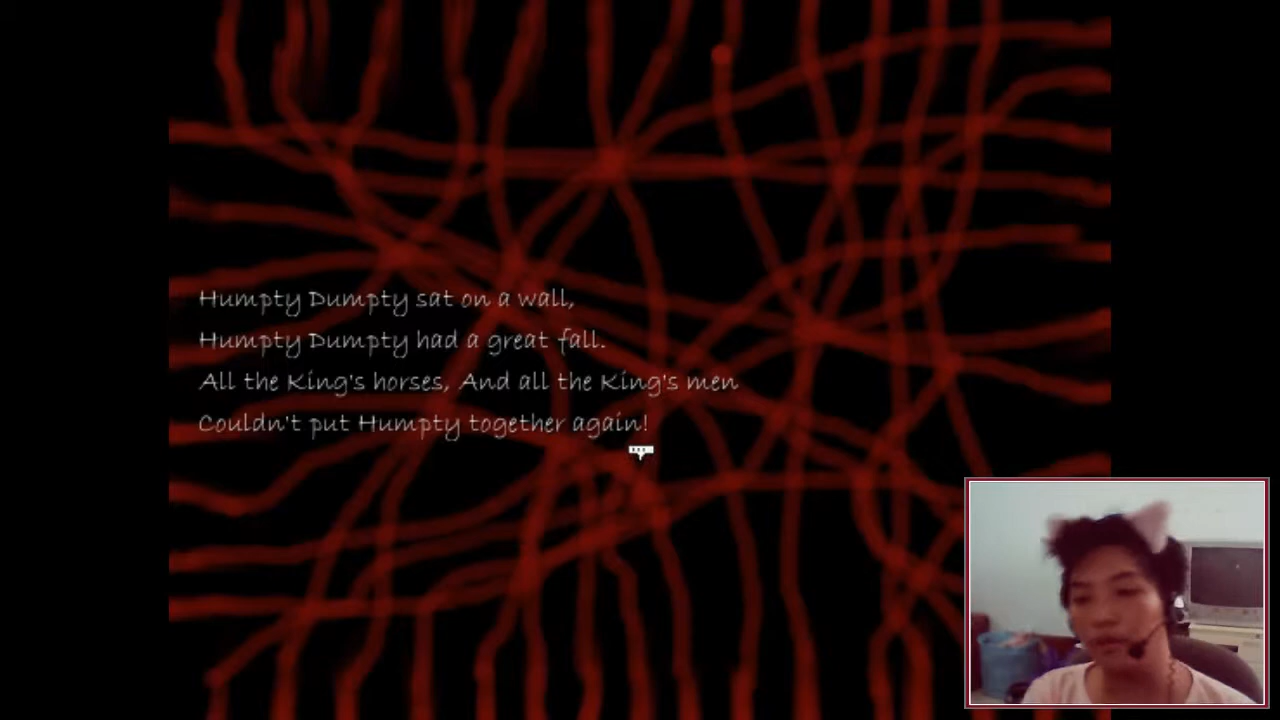 Humpty Dumpty sat on a wall,
Humpty Dumpty had a great fall.
All the King's horses, And all the King's men
Couldn't put Humpty together again!